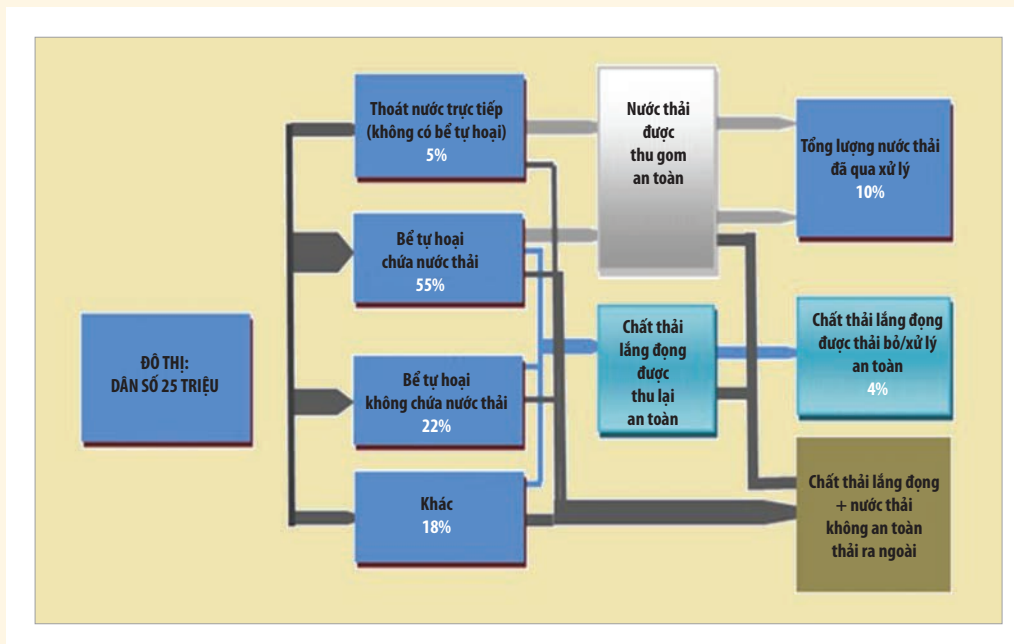 ĐÔ THỊ:
DÂN SỐ 25 TRIỆU
Thoát nước trực tiếp
(không có bể tự hoại)
5%
Bể tự hoại
chứa nước thải
55%
Bể tự hoại
không chứa nước thải
22%
Khác
18%
Nước thải
được
thu gom
an toàn
Chất thải
lắng đọng
được
thu lại
an toàn
Tổng lượng nước thải
đã qua xử lý
10%
Chất thải lắng đọng
được thải bỏ/xử lý
an toàn
4%
Chất thải lắng đọng
+ nước thải
không an toàn
thải ra ngoài